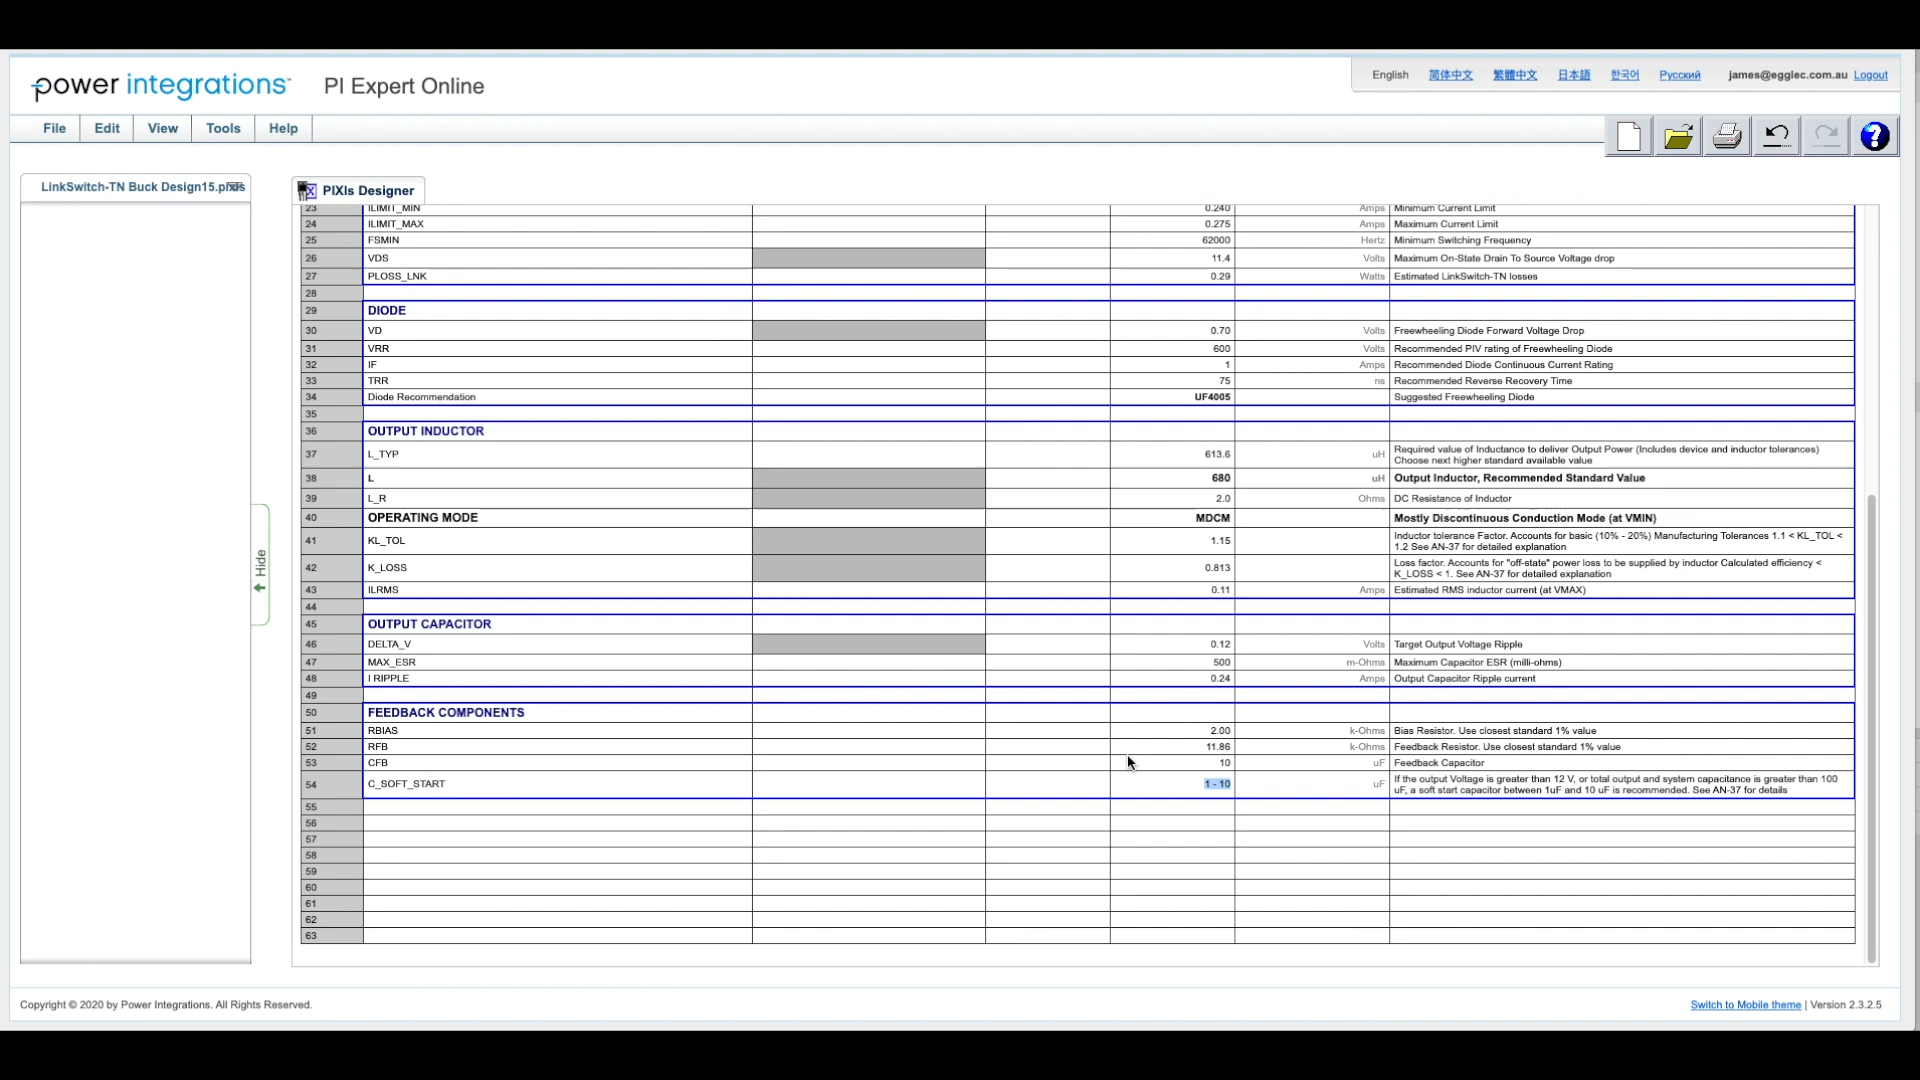 power integrations™ PI Expert Online
English 简体中文 繁體中文 日本語 한국어 Русский james@egglec.com.au Logout
File Edit View Tools Help
LinkSwitch-TN Buck Design15.pixls
PIXIs Designer
23 ILIMIT_MIN 0.240 Amps Minimum Current Limit
24 ILIMIT_MAX 0.275 Amps Maximum Current Limit
25 FSMIN 62000 Hertz Minimum Switching Frequency
26 VDS 11.4 Volts Maximum On-State Drain To Source Voltage drop
27 PLOSS_LNK 0.29 Watts Estimated LinkSwitch-TN losses
28
29 DIODE
30 VD 0.70 Volts Freewheeling Diode Forward Voltage Drop
31 VRR 600 Volts Recommended PIV rating of Freewheeling Diode
32 IF 1 Amps Recommended Diode Continuous Current Rating
33 TRR 75 ns Recommended Reverse Recovery Time
34 Diode Recommendation UF4005 Suggested Freewheeling Diode
35
36 OUTPUT INDUCTOR
37 L_TYP 613.6 uH Required value of Inductance to deliver Output Power (Includes device and inductor tolerances)
Choose next higher standard available value
38 L 680 uH Output Inductor, Recommended Standard Value
39 L_R 2.0 Ohms DC Resistance of Inductor
40 OPERATING MODE MDCM Mostly Discontinuous Conduction Mode (at VMIN)
41 KL_TOL 1.15 Inductor tolerance Factor. Accounts for basic (10% - 20%) Manufacturing Tolerances 1.1 < KL_TOL <
1.2 See AN-37 for detailed explanation
42 K_LOSS 0.813 Loss factor. Accounts for "off-state" power loss to be supplied by inductor Calculated efficiency <
K_LOSS < 1. See AN-37 for detailed explanation
43 ILRMS 0.11 Amps Estimated RMS inductor current (at VMAX)
44
45 OUTPUT CAPACITOR
46 DELTA_V 0.12 Volts Target Output Voltage Ripple
47 MAX_ESR 500 m-Ohms Maximum Capacitor ESR (milli-ohms)
48 I RIPPLE 0.24 Amps Output Capacitor Ripple current
49
50 FEEDBACK COMPONENTS
51 RBIAS 2.00 k-Ohms Bias Resistor. Use closest standard 1% value
52 RFB 11.86 k-Ohms Feedback Resistor. Use closest standard 1% value
53 CFB 10 uF Feedback Capacitor
54 C_SOFT_START 1 - 10 uF If the output Voltage is greater than 12 V, or total output and system capacitance is greater than 100
uF, a soft start capacitor between 1uF and 10 uF is recommended. See AN-37 for details
55
56
57
58
59
60
61
62
63
Hide
Copyright © 2020 by Power Integrations. All Rights Reserved.
Switch to Mobile theme | Version 2.3.2.5